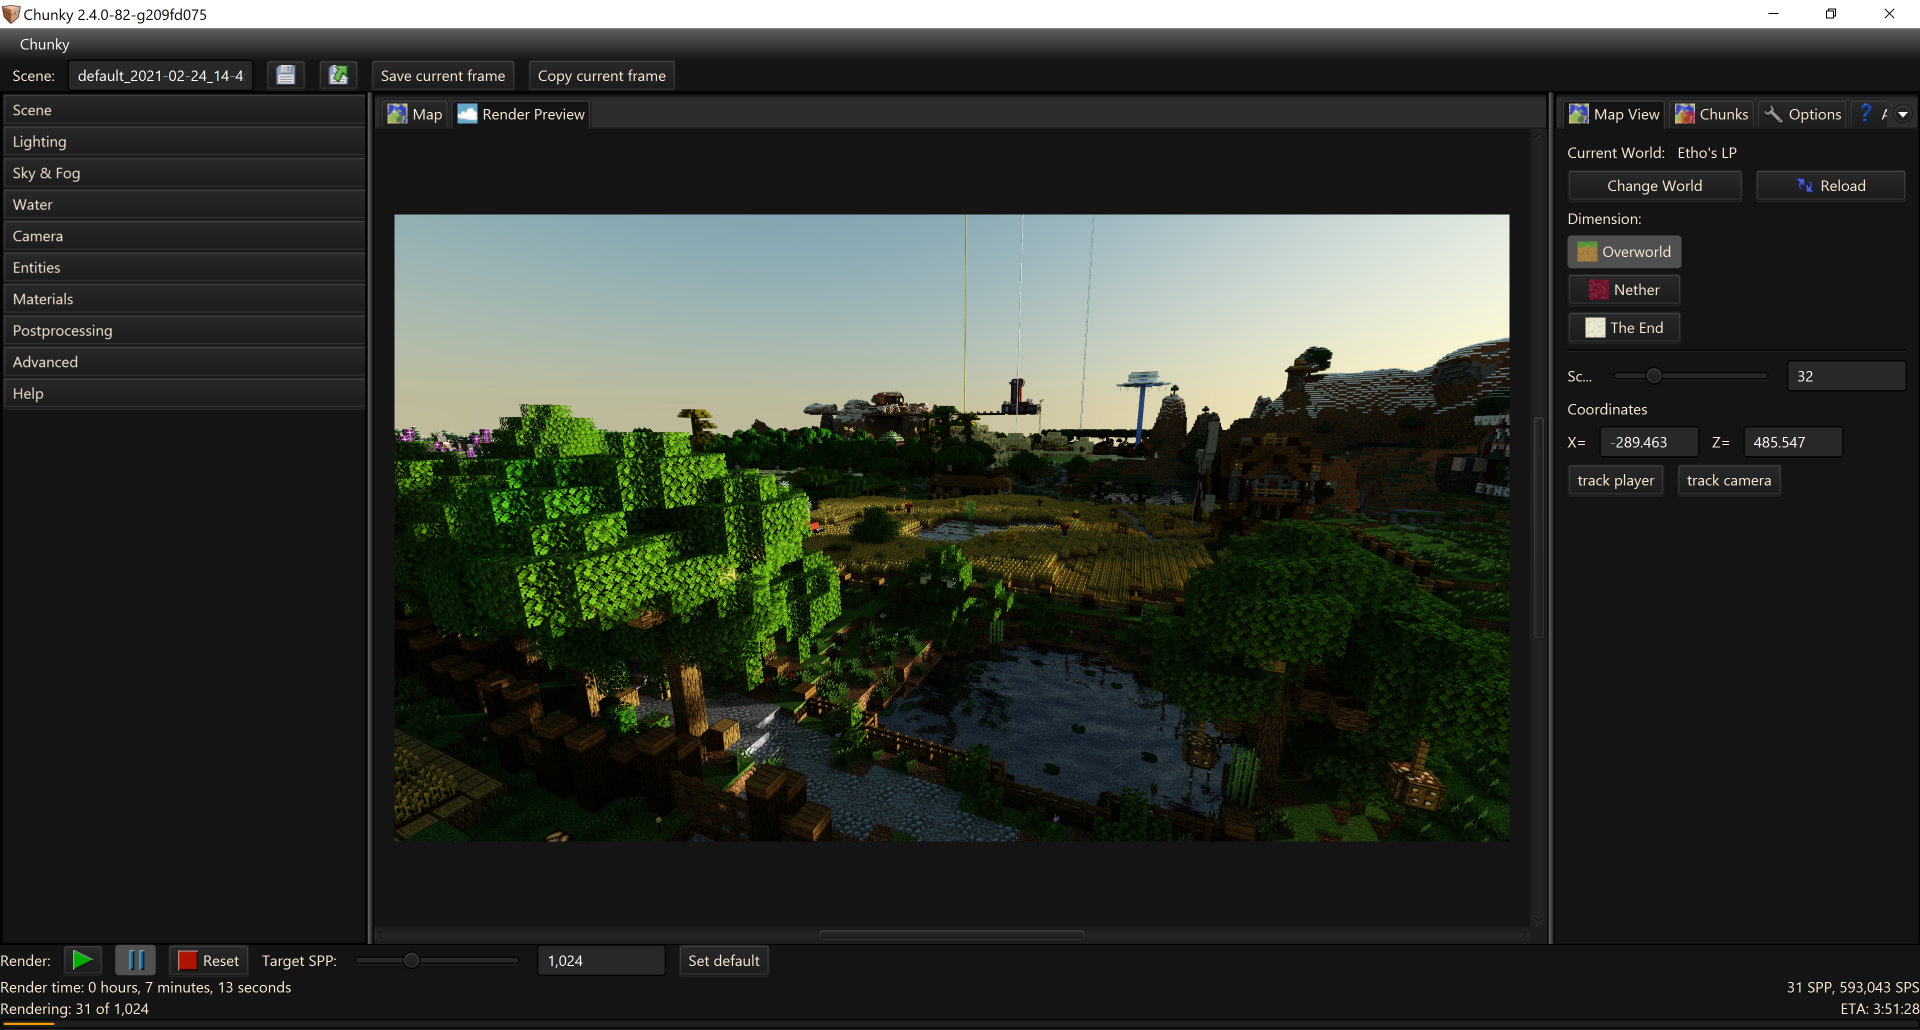 Chunky 2.4.0-82-g209fd075
Chunky
Scene: default_2021-02-24_14-4 Save current frame Copy current frame
Scene
Lighting
Sky & Fog
Water
Camera
Entities
Materials
Postprocessing
Advanced
Help
Map Render Preview
Map View Chunks Options
Current World: Etho's LP
Change World Reload
Dimension:
Overworld
Nether
The End
Sc... 32
Coordinates
X= -289.463 Z= 485.547
track player track camera
Render: Reset Target SPP: 1,024 Set default
Render time: 0 hours, 7 minutes, 13 seconds
31 SPP, 593,043 SPS
Rendering: 31 of 1,024
ETA: 3:51:28